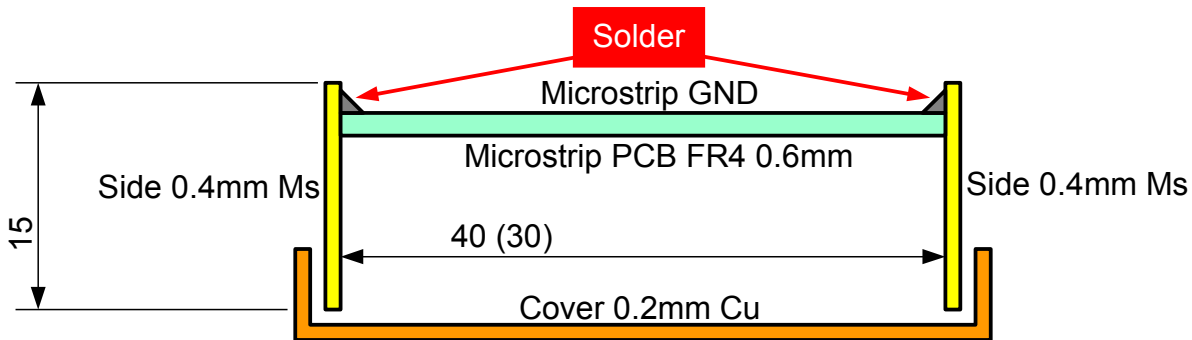 Solder
Microstrip GND
Microstrip PCB FR4 0.6mm
Side 0.4mm Ms
Side 0.4mm Ms
15
40 (30)
Cover 0.2mm Cu